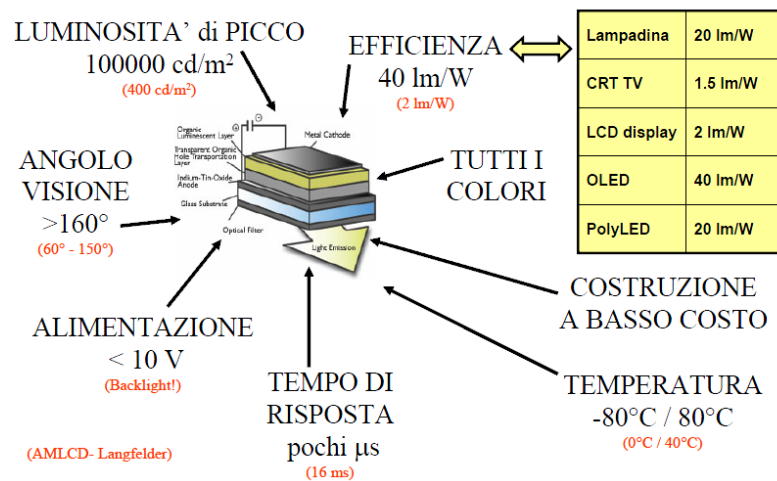 LUMINOSITA' di PICCO
100000 cd/m²
(400 cd/m²)
EFFICIENZA
40 lm/W
(2 lm/W)
Lampadina 20 lm/W
CRT TV 1.5 lm/W
LCD display 2 lm/W
OLED 40 lm/W
PolyLED 20 lm/W
Organic
Luminescent Layer
Metal Cathode
Transparent Organic
Hole Transportation
Layer
Indium-Tin-Oxide
Anode
Glass Substrate
Optical Filter
Light Emission
ANGOLO
VISIONE
>160°
(60° - 150°)
TUTTI I
COLORI
ALIMENTAZIONE
< 10 V
(Backlight!)
TEMPO DI
RISPOSTA
pochi µs
(16 ms)
COSTRUZIONE
A BASSO COSTO
TEMPERATURA
-80°C / 80°C
(0°C / 40°C)
(AMLCD- Langfelder)